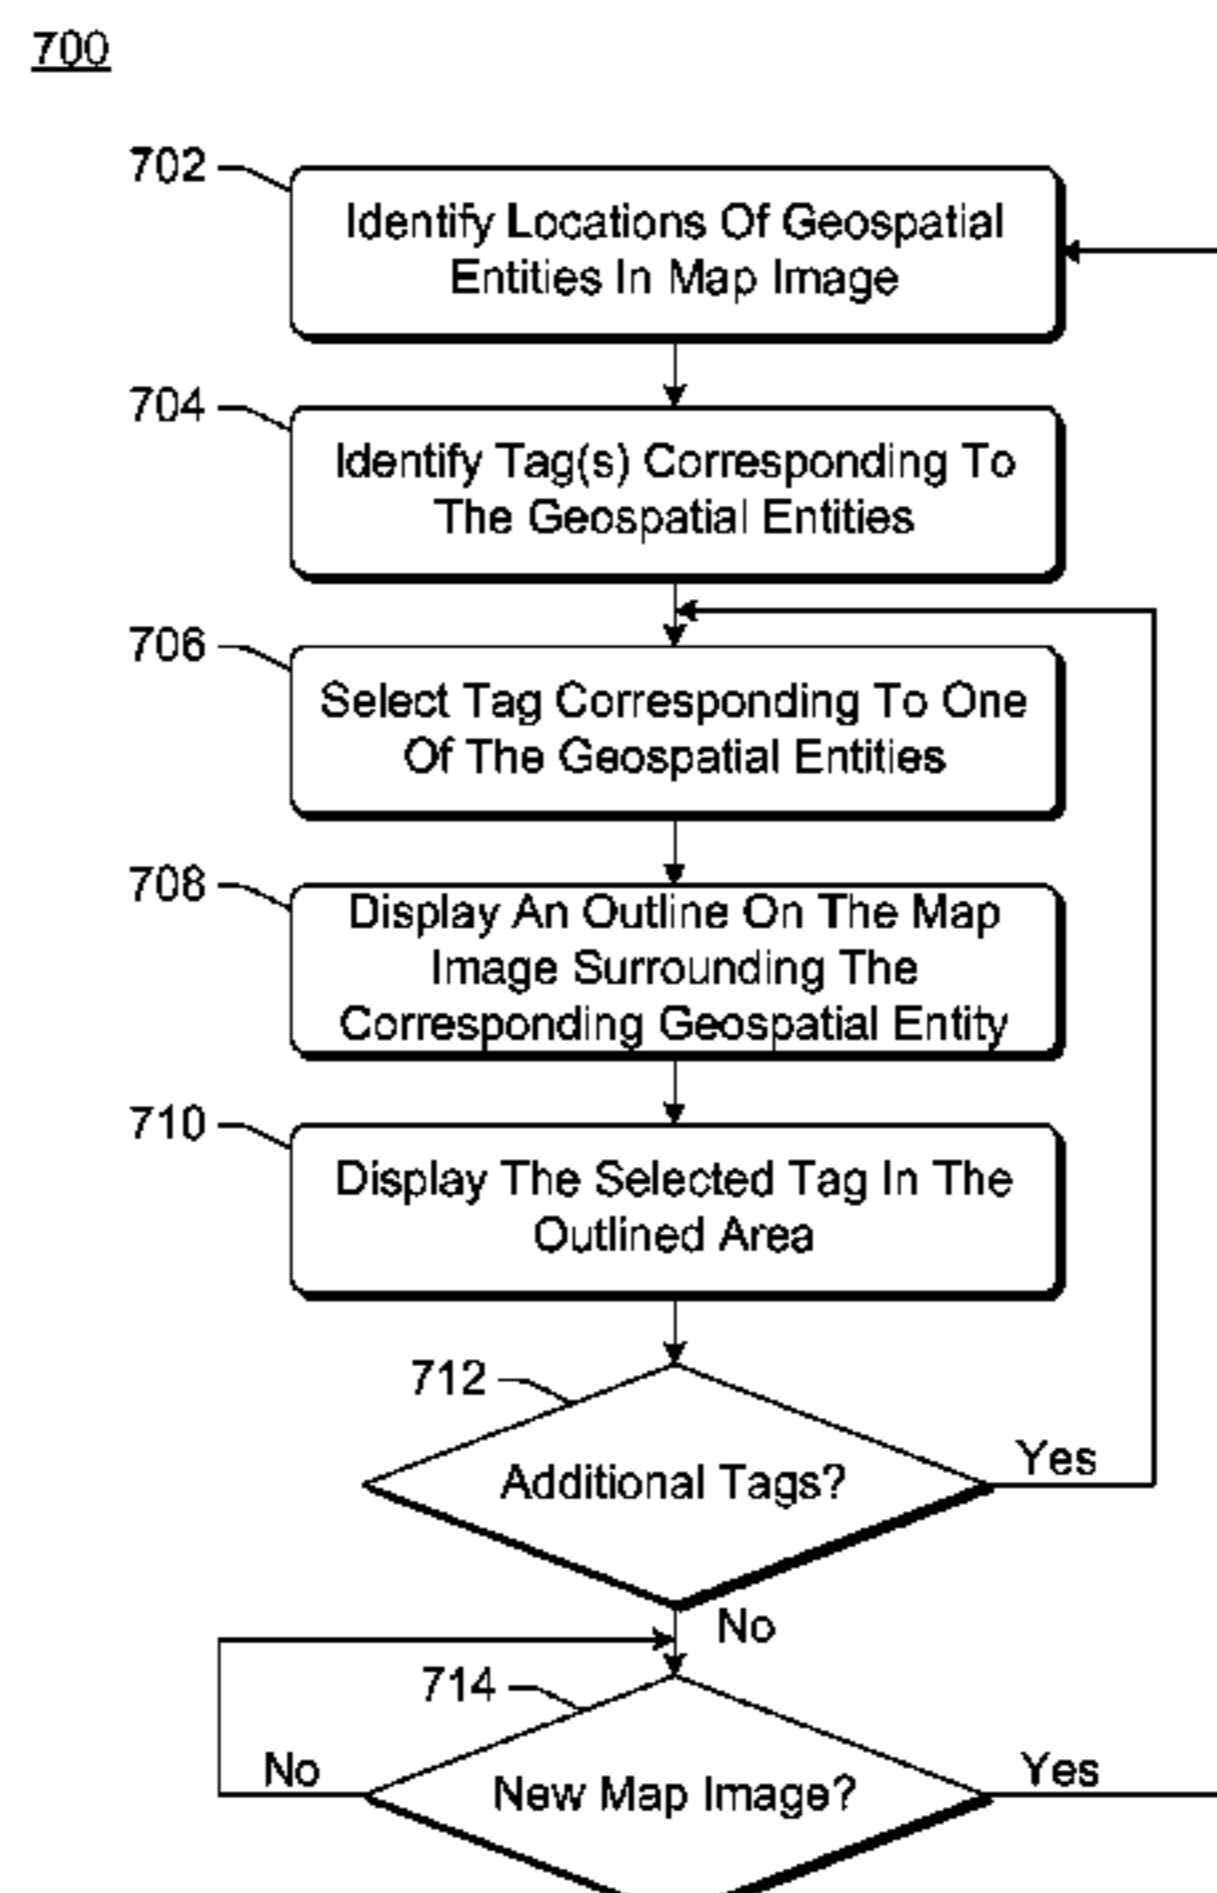 700
702
Identify Locations Of Geospatial
Entities In Map Image
704
Identify Tag(s) Corresponding To
The Geospatial Entities
706
Select Tag Corresponding To One
Of The Geospatial Entities
708
Display An Outline On The Map
Image Surrounding The
Corresponding Geospatial Entity
710
Display The Selected Tag In The
Outlined Area
712
Additional Tags?
Yes
No
714
No
New Map Image?
Yes